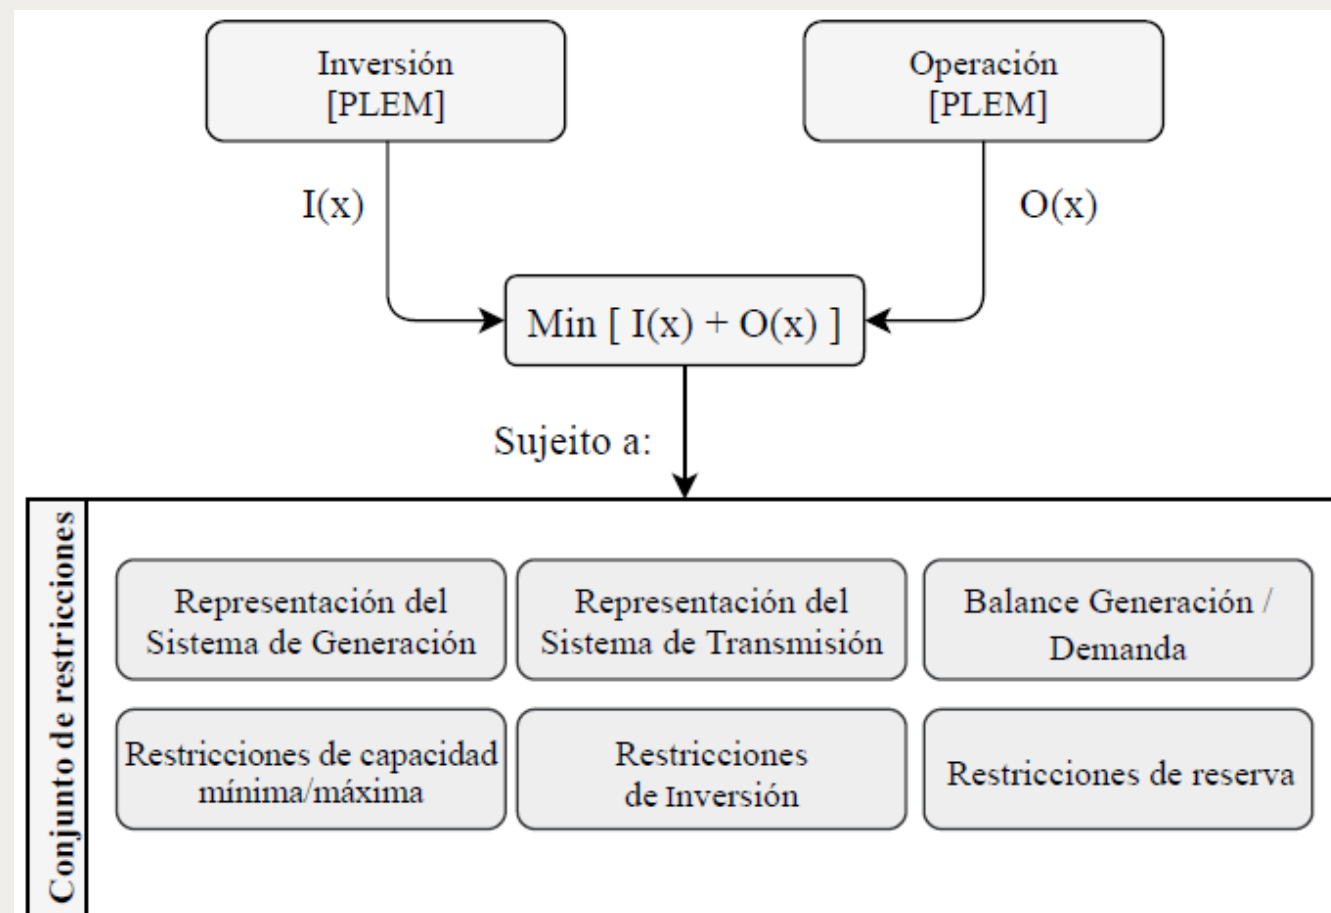 Inversión
[PLEM]
Operación
[PLEM]
I(x)
O(x)
Min [ I(x) + O(x) ]
Sujeito a:
Conjunto de restricciones
Representación del
Sistema de Generación
Representación del
Sistema de Transmisión
Balance Generación /
Demanda
Restricciones de capacidad
mínima/máxima
Restricciones
de Inversión
Restricciones de reserva